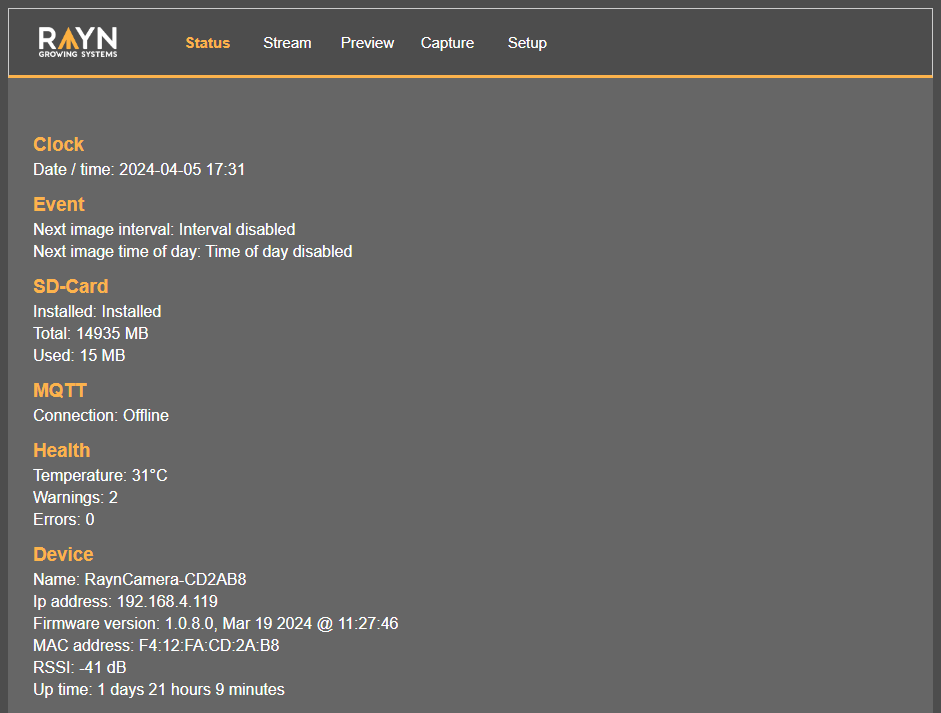 RAYN
GROWING SYSTEMS
Status Stream Preview Capture Setup
Clock
Date / time: 2024-04-05 17:31
Event
Next image interval: Interval disabled
Next image time of day: Time of day disabled
SD-Card
Installed: Installed
Total: 14935 MB
Used: 15 MB
MQTT
Connection: Offline
Health
Temperature: 31°C
Warnings: 2
Errors: 0
Device
Name: RaynCamera-CD2AB8
Ip address: 192.168.4.119
Firmware version: 1.0.8.0, Mar 19 2024 @ 11:27:46
MAC address: F4:12:FA:CD:2A:B8
RSSI: -41 dB
Up time: 1 days 21 hours 9 minutes